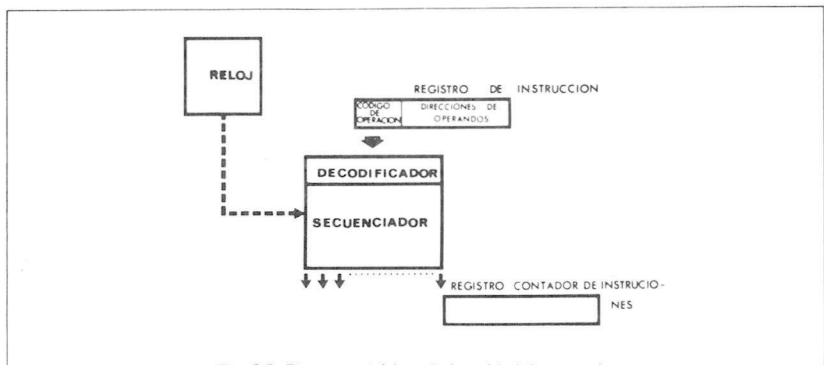 RELOJ
REGISTRO DE INSTRUCCION
CODIGO
DE
OPERACION
DIRECCIONES DE
OPERANDOS
DECODIFICADOR
SECUENCIADOR
REGISTRO CONTADOR DE INSTRUCIO-
NES